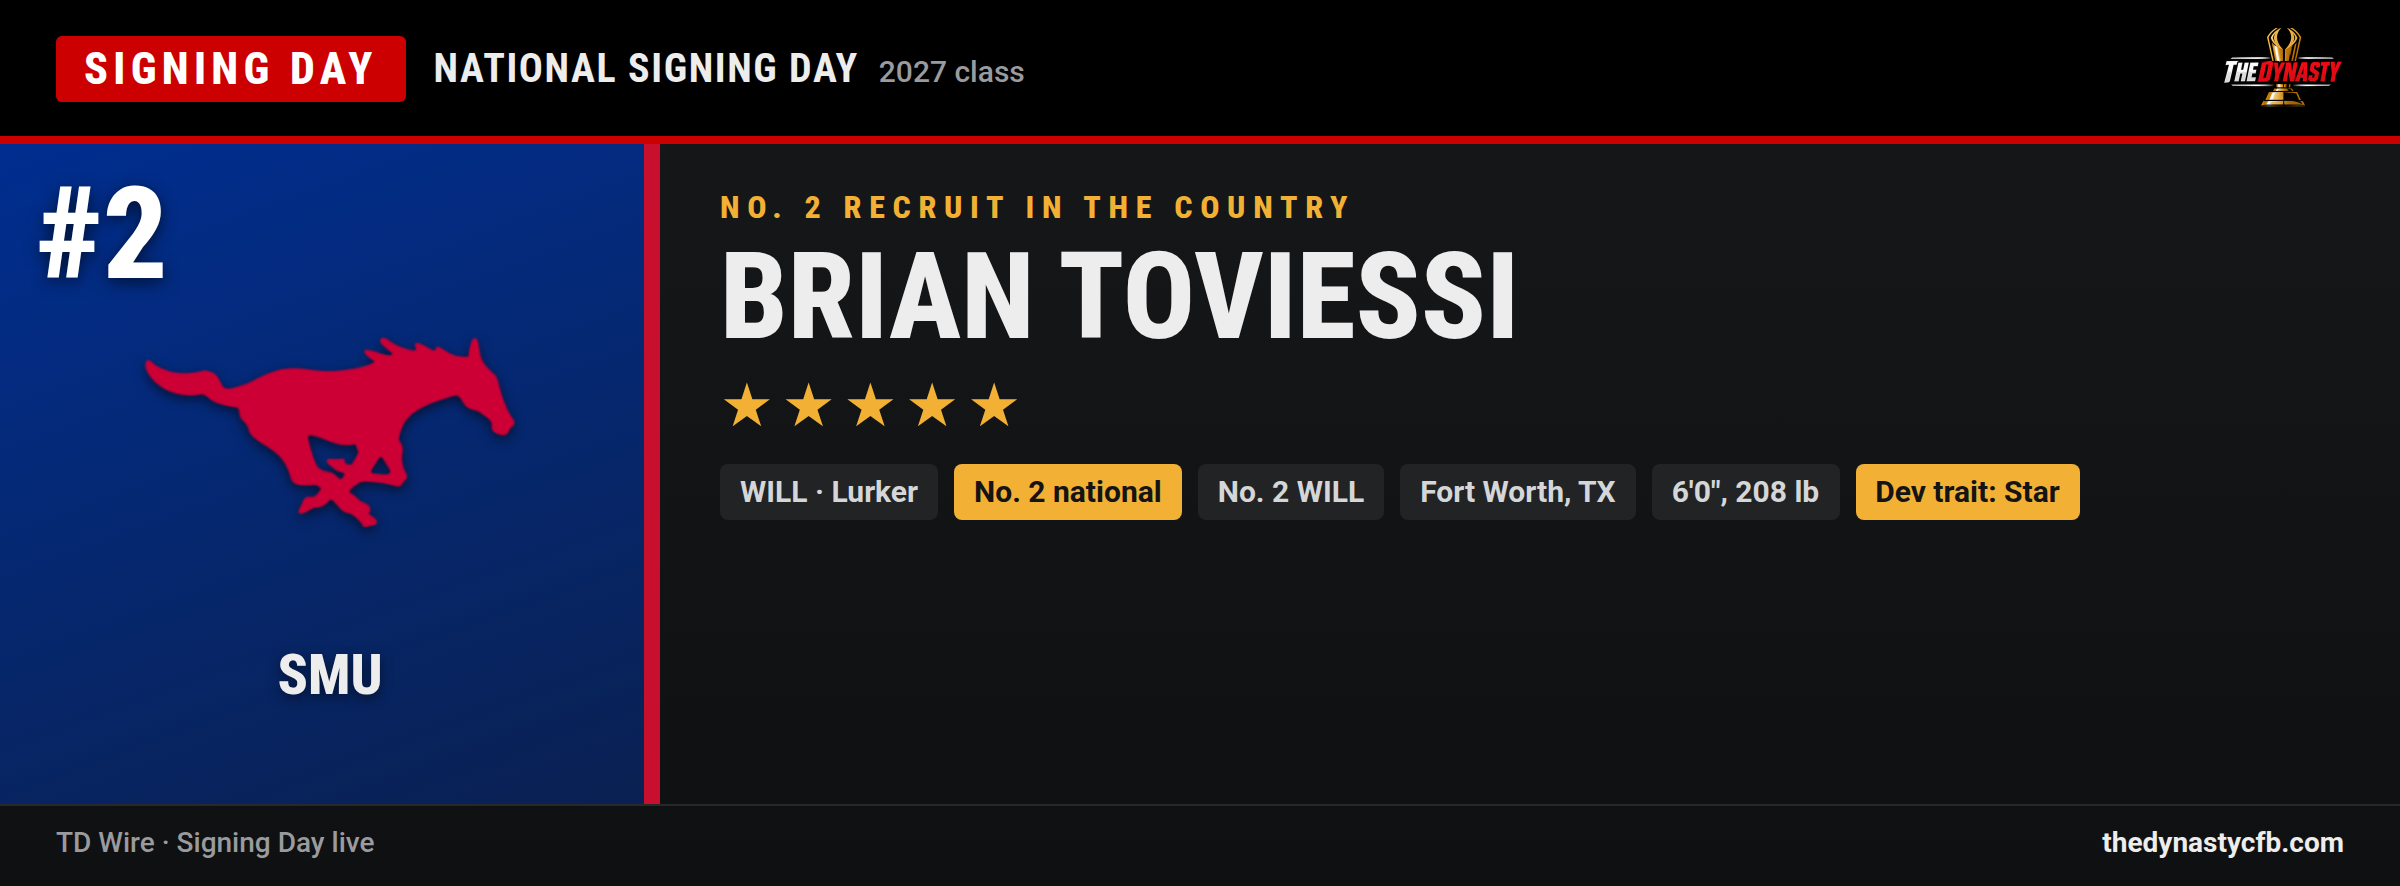 SIGNING DAY NATIONAL SIGNING DAY 2027 class
THE DYNASTY
#2
SMU
NO. 2 RECRUIT IN THE COUNTRY
BRIAN TOVIESSI
★★★★★
WILL · Lurker No. 2 national No. 2 WILL Fort Worth, TX 6'0", 208 lb Dev trait: Star
TD Wire · Signing Day live thedynastycfb.com